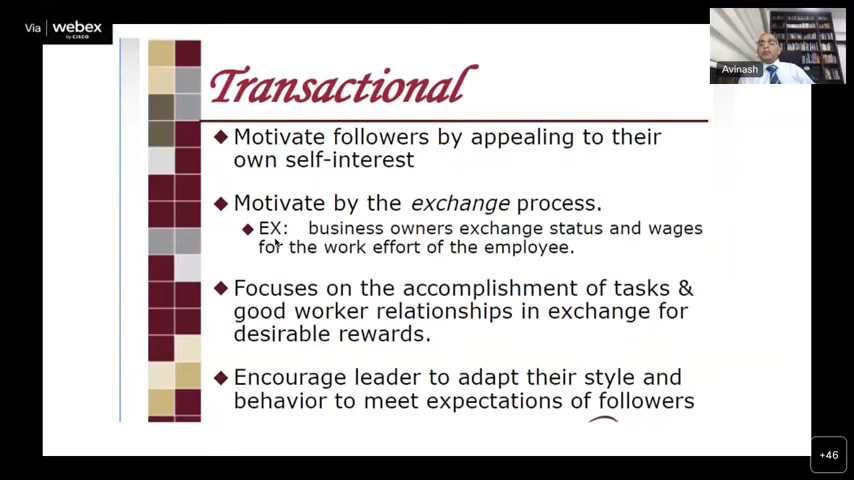 Via webex
by CISCO
Avinash
Transactional
Motivate followers by appealing to their
own self-interest
Motivate by the exchange process.
EX: business owners exchange status and wages
for the work effort of the employee.
Focuses on the accomplishment of tasks &
good worker relationships in exchange for
desirable rewards.
Encourage leader to adapt their style and
behavior to meet expectations of followers
+46